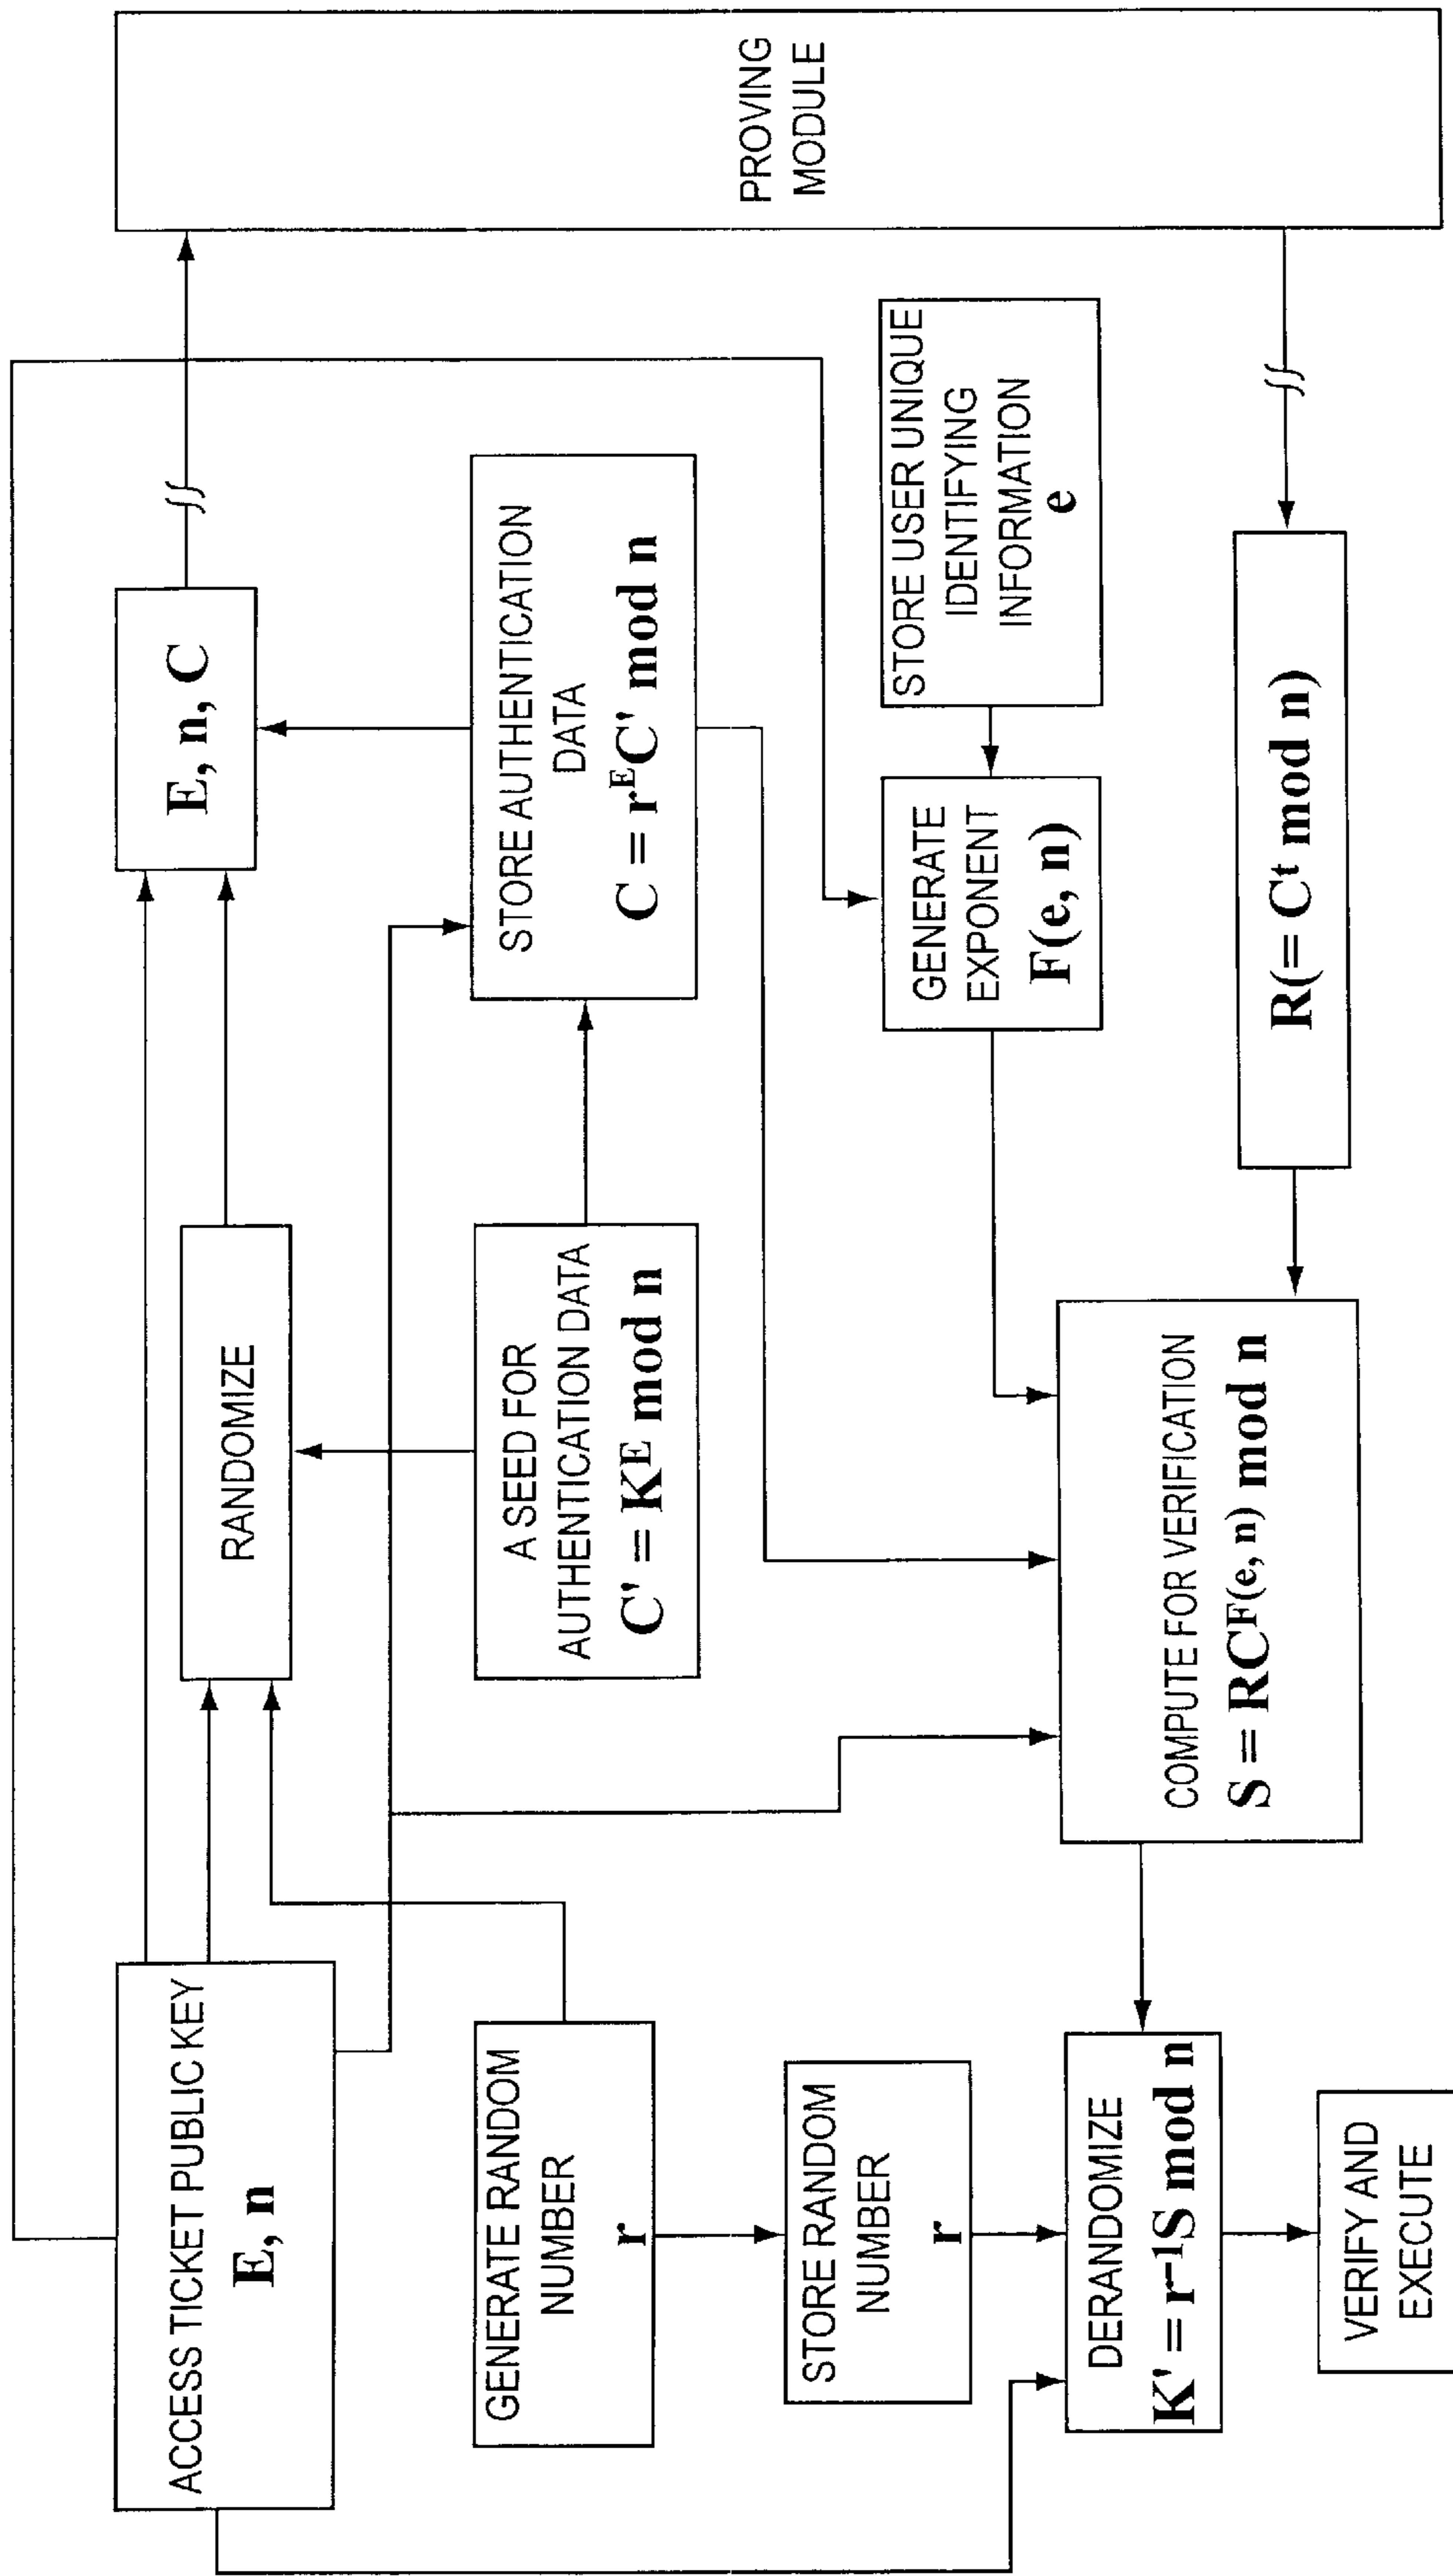 ACCESS TICKET PUBLIC KEY
E, n
RANDOMIZE
E, n, C
PROVING
MODULE
GENERATE RANDOM
NUMBER
r
A SEED FOR
AUTHENTICATION DATA
C' = K^E mod n
STORE AUTHENTICATION
DATA
C = r^E C' mod n
STORE RANDOM
NUMBER
r
GENERATE
EXPONENT
F(e, n)
STORE USER UNIQUE
IDENTIFYING
INFORMATION
e
DERANDOMIZE
K' = r^-1 S mod n
COMPUTE FOR VERIFICATION
S = RC^F(e, n) mod n
R(= C^t mod n)
VERIFY AND
EXECUTE